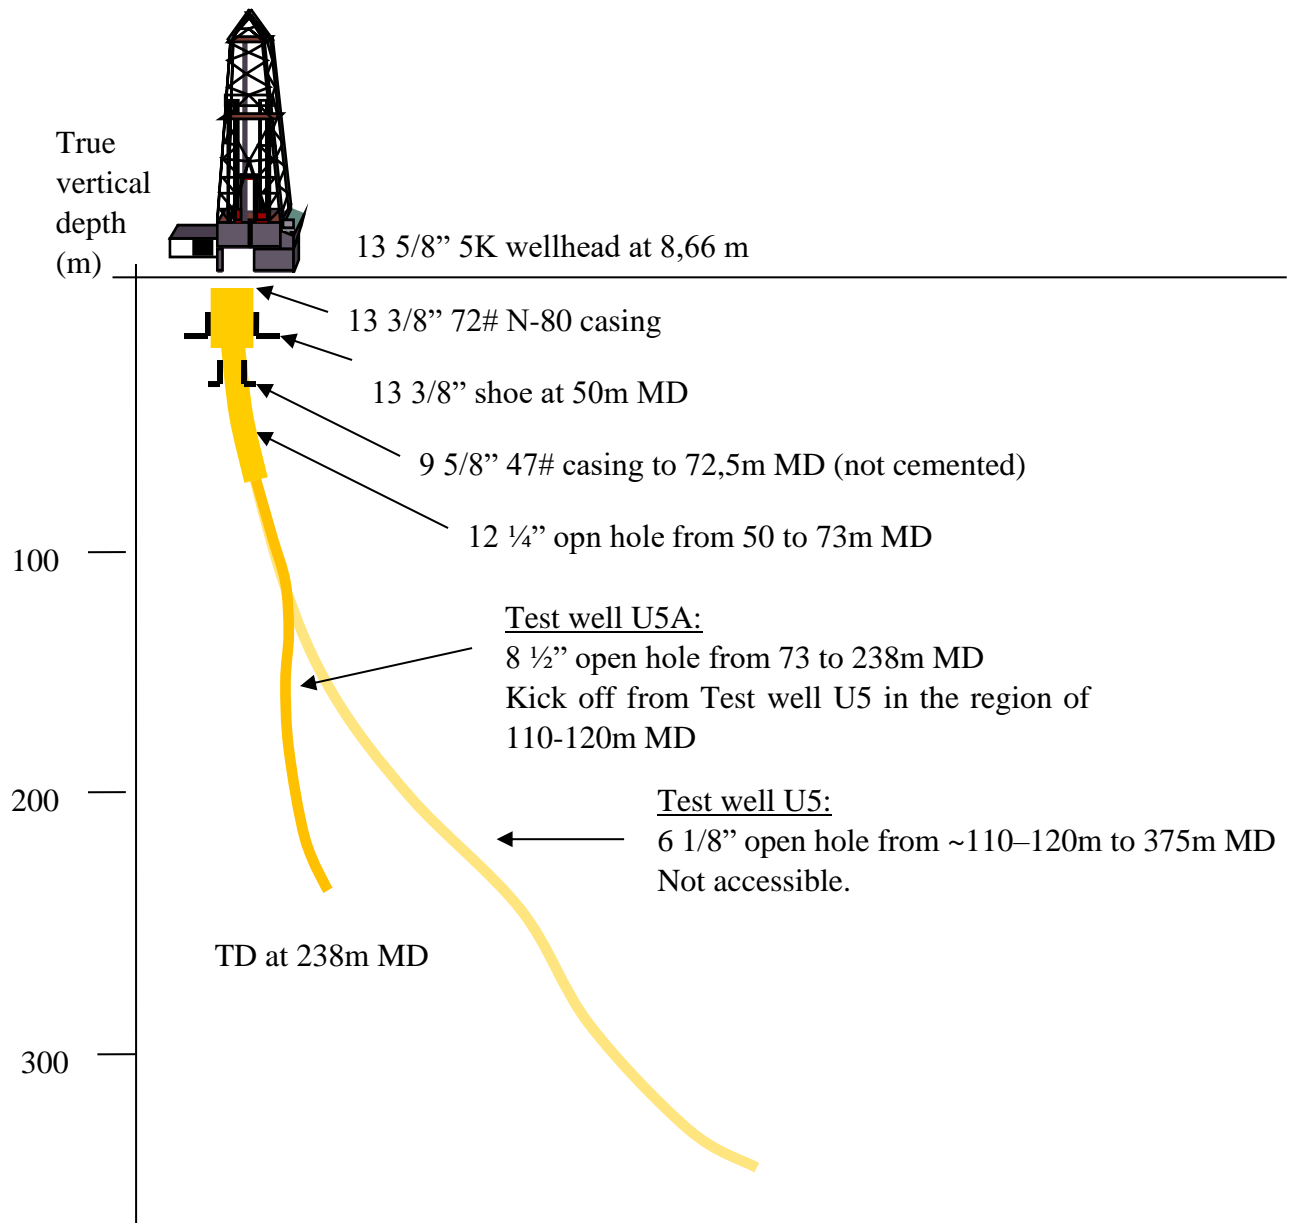 True
vertical
depth
(m)
13 5/8” 5K wellhead at 8,66 m
13 3/8” 72# N-80 casing
13 3/8” shoe at 50m MD
9 5/8” 47# casing to 72,5m MD (not cemented)
12 ¼” opn hole from 50 to 73m MD
100
Test well U5A:
8 ½” open hole from 73 to 238m MD
Kick off from Test well U5 in the region of
110-120m MD
200
Test well U5:
6 1/8” open hole from ~110–120m to 375m MD
Not accessible.
TD at 238m MD
300